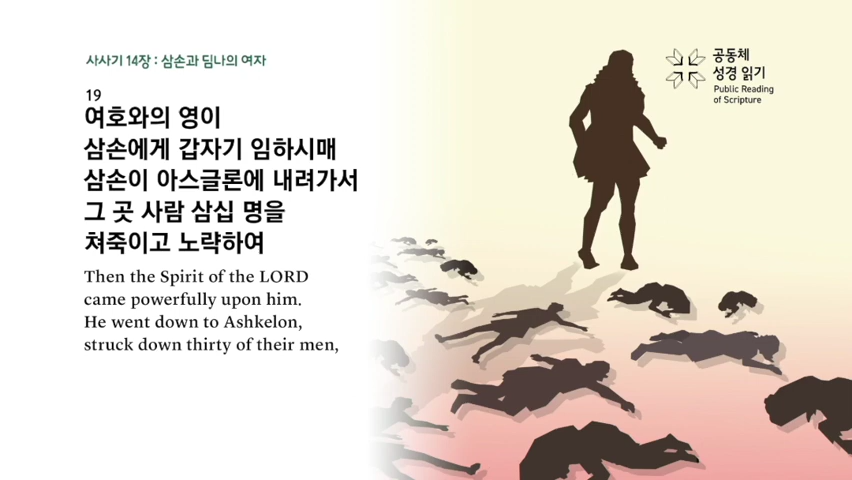 사사기 14장 : 삼손과 딤나의 여자
19
여호와의 영이
삼손에게 갑자기 임하시매
삼손이 아스글론에 내려가서
그 곳 사람 삼십 명을
쳐죽이고 노략하여
Then the Spirit of the LORD
came powerfully upon him.
He went down to Ashkelon,
struck down thirty of their men,
공동체
성경 읽기
Public Reading
of Scripture